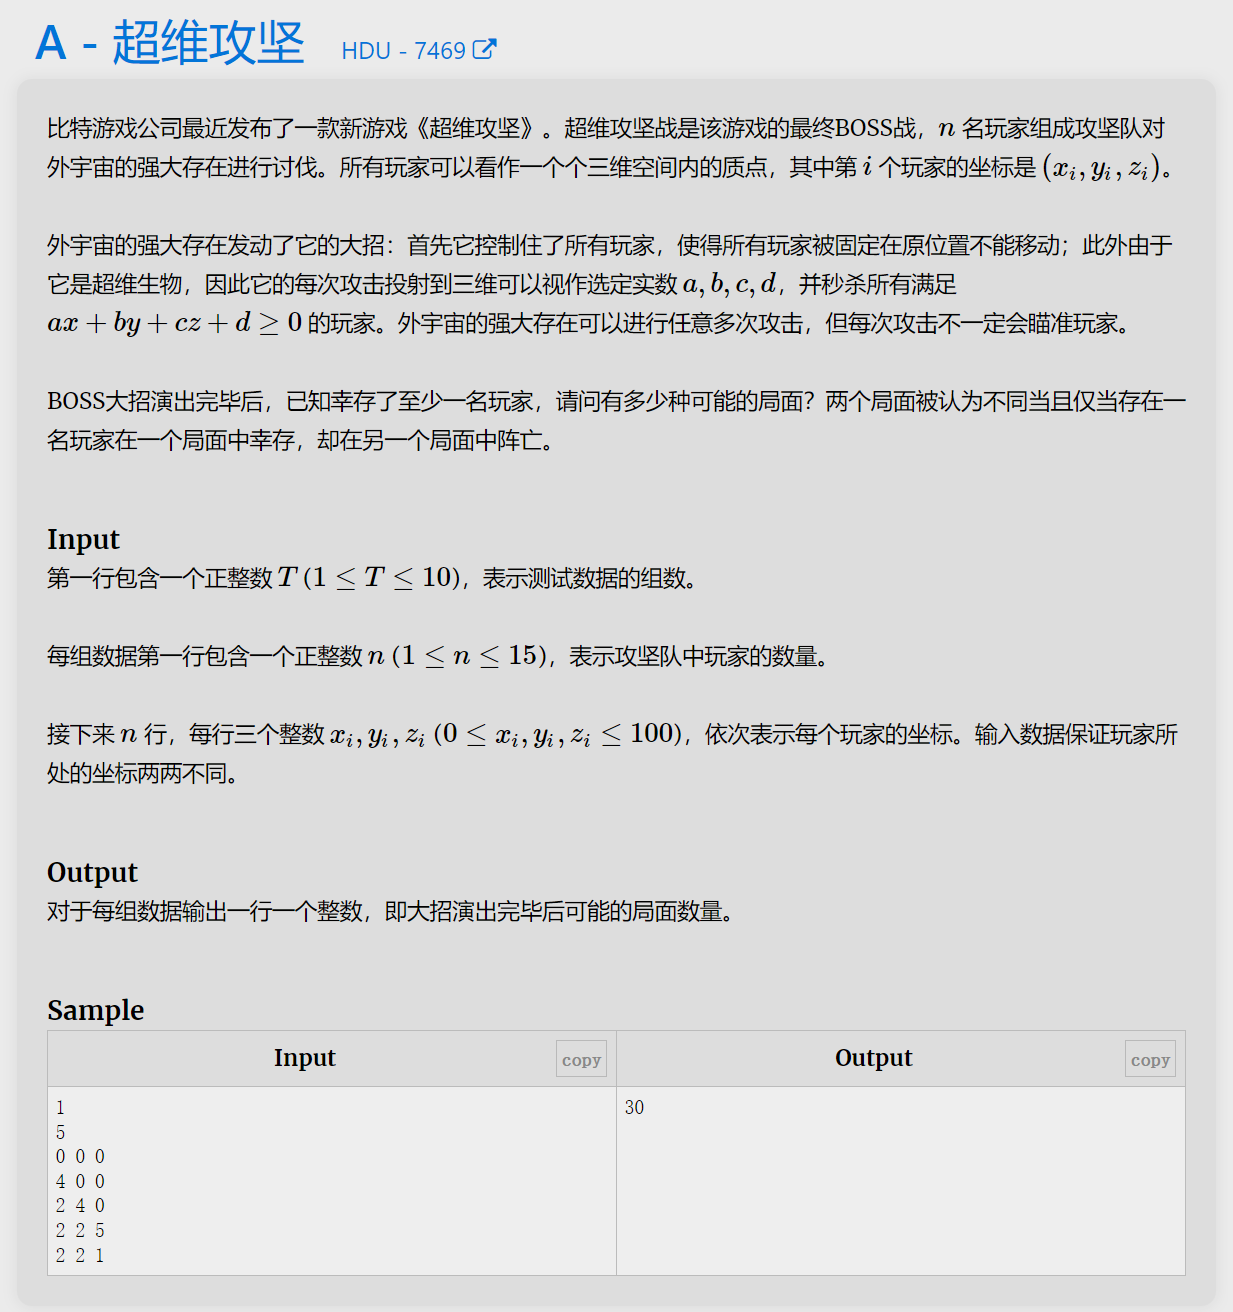 A - 超维攻坚 HDU - 7469
比特游戏公司最近发布了一款新游戏《超维攻坚》。超维攻坚战是该游戏的最终BOSS战，n 名玩家组成攻坚队对
外宇宙的强大存在进行讨伐。所有玩家可以看作一个个三维空间内的质点，其中第 i 个玩家的坐标是 (xᵢ, yᵢ, zᵢ)。
外宇宙的强大存在发动了它的大招：首先它控制住了所有玩家，使得所有玩家被固定在原位置不能移动；此外由于
它是超维生物，因此它的每次攻击投射到三维可以视作选定实数 a, b, c, d，并秒杀所有满足
ax + by + cz + d ≥ 0 的玩家。外宇宙的强大存在可以进行任意多次攻击，但每次攻击不一定会瞄准玩家。
BOSS大招演出完毕后，已知幸存了至少一名玩家，请问有多少种可能的局面？两个局面被认为不同当且仅当存在一
名玩家在一个局面中幸存，却在另一个局面中阵亡。
Input
第一行包含一个正整数 T (1 ≤ T ≤ 10)，表示测试数据的组数。
每组数据第一行包含一个正整数 n (1 ≤ n ≤ 15)，表示攻坚队中玩家的数量。
接下来 n 行，每行三个整数 xᵢ, yᵢ, zᵢ (0 ≤ xᵢ, yᵢ, zᵢ ≤ 100)，依次表示每个玩家的坐标。输入数据保证玩家所
处的坐标两两不同。
Output
对于每组数据输出一行一个整数，即大招演出完毕后可能的局面数量。
Sample
Input copy Output copy
1
5
0 0 0
4 0 0
2 4 0
2 2 5
2 2 1
30